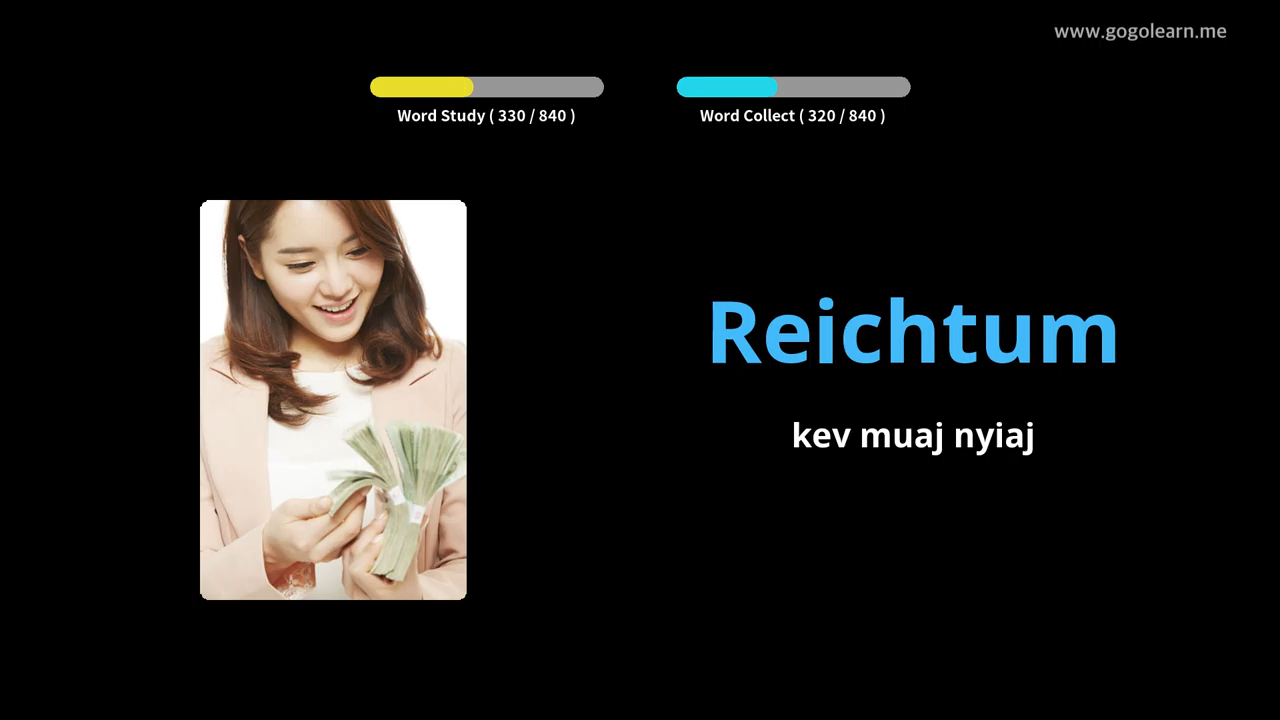 www.gogolearn.me
Word Study ( 330 / 840 )
Word Collect ( 320 / 840 )
Reichtum
kev muaj nyiaj